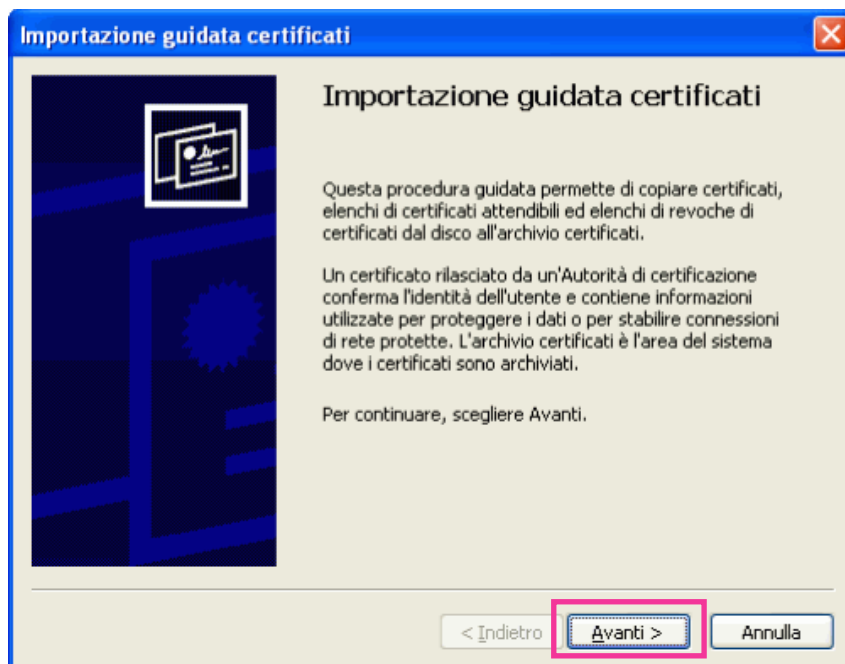 Importazione guidata certificati
Importazione guidata certificati
Questa procedura guidata permette di copiare certificati,
elenchi di certificati attendibili ed elenchi di revoche di
certificati dal disco all'archivio certificati.
Un certificato rilasciato da un'Autorità di certificazione
conferma l'identità dell'utente e contiene informazioni
utilizzate per proteggere i dati o per stabilire connessioni
di rete protette. L'archivio certificati è l'area del sistema
dove i certificati sono archiviati.
Per continuare, scegliere Avanti.
< Indietro Avanti > Annulla